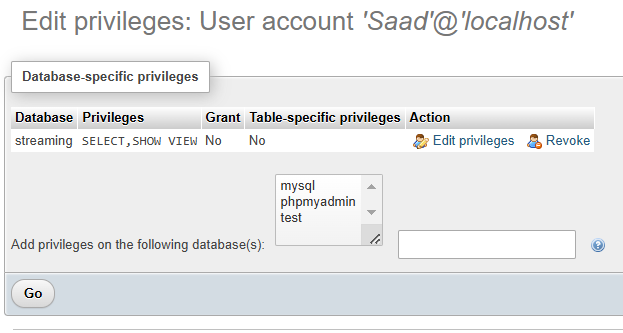 Edit privileges: User account 'Saad'@'localhost'
Database-specific privileges
Database Privileges Grant Table-specific privileges Action
streaming SELECT,SHOW VIEW No No Edit privileges Revoke
mysql
phpmyadmin
test
Add privileges on the following database(s):
Go